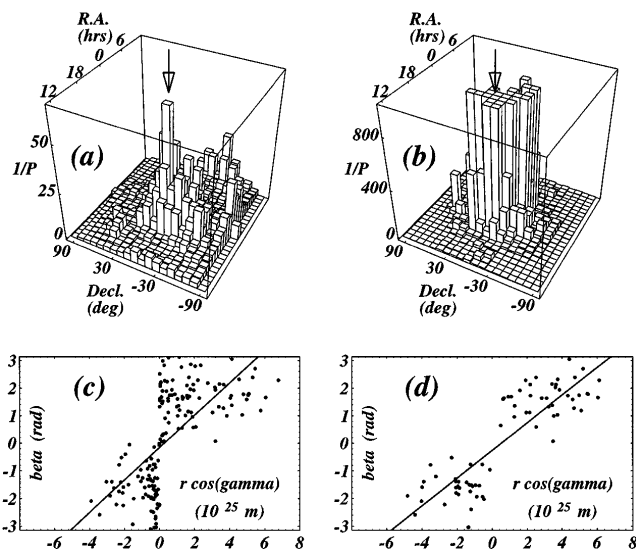 R.A.
(hrs)
6
0
18
12
(a)
50
1/P
25
0
90
30
-30
-90
Decl.
(deg)
R.A.
(hrs)
6
0
18
12
(b)
800
1/P
400
0
90
30
-30
-90
Decl.
(deg)
(c)
3
2
1
0
-1
-2
-3
beta (rad)
r cos(gamma)
(10 25 m)
-4 -2 0 2 4 6 8
(d)
3
2
1
0
-1
-2
-3
beta (rad)
r cos(gamma)
(10 25 m)
-4 -2 0 2 4 6 8